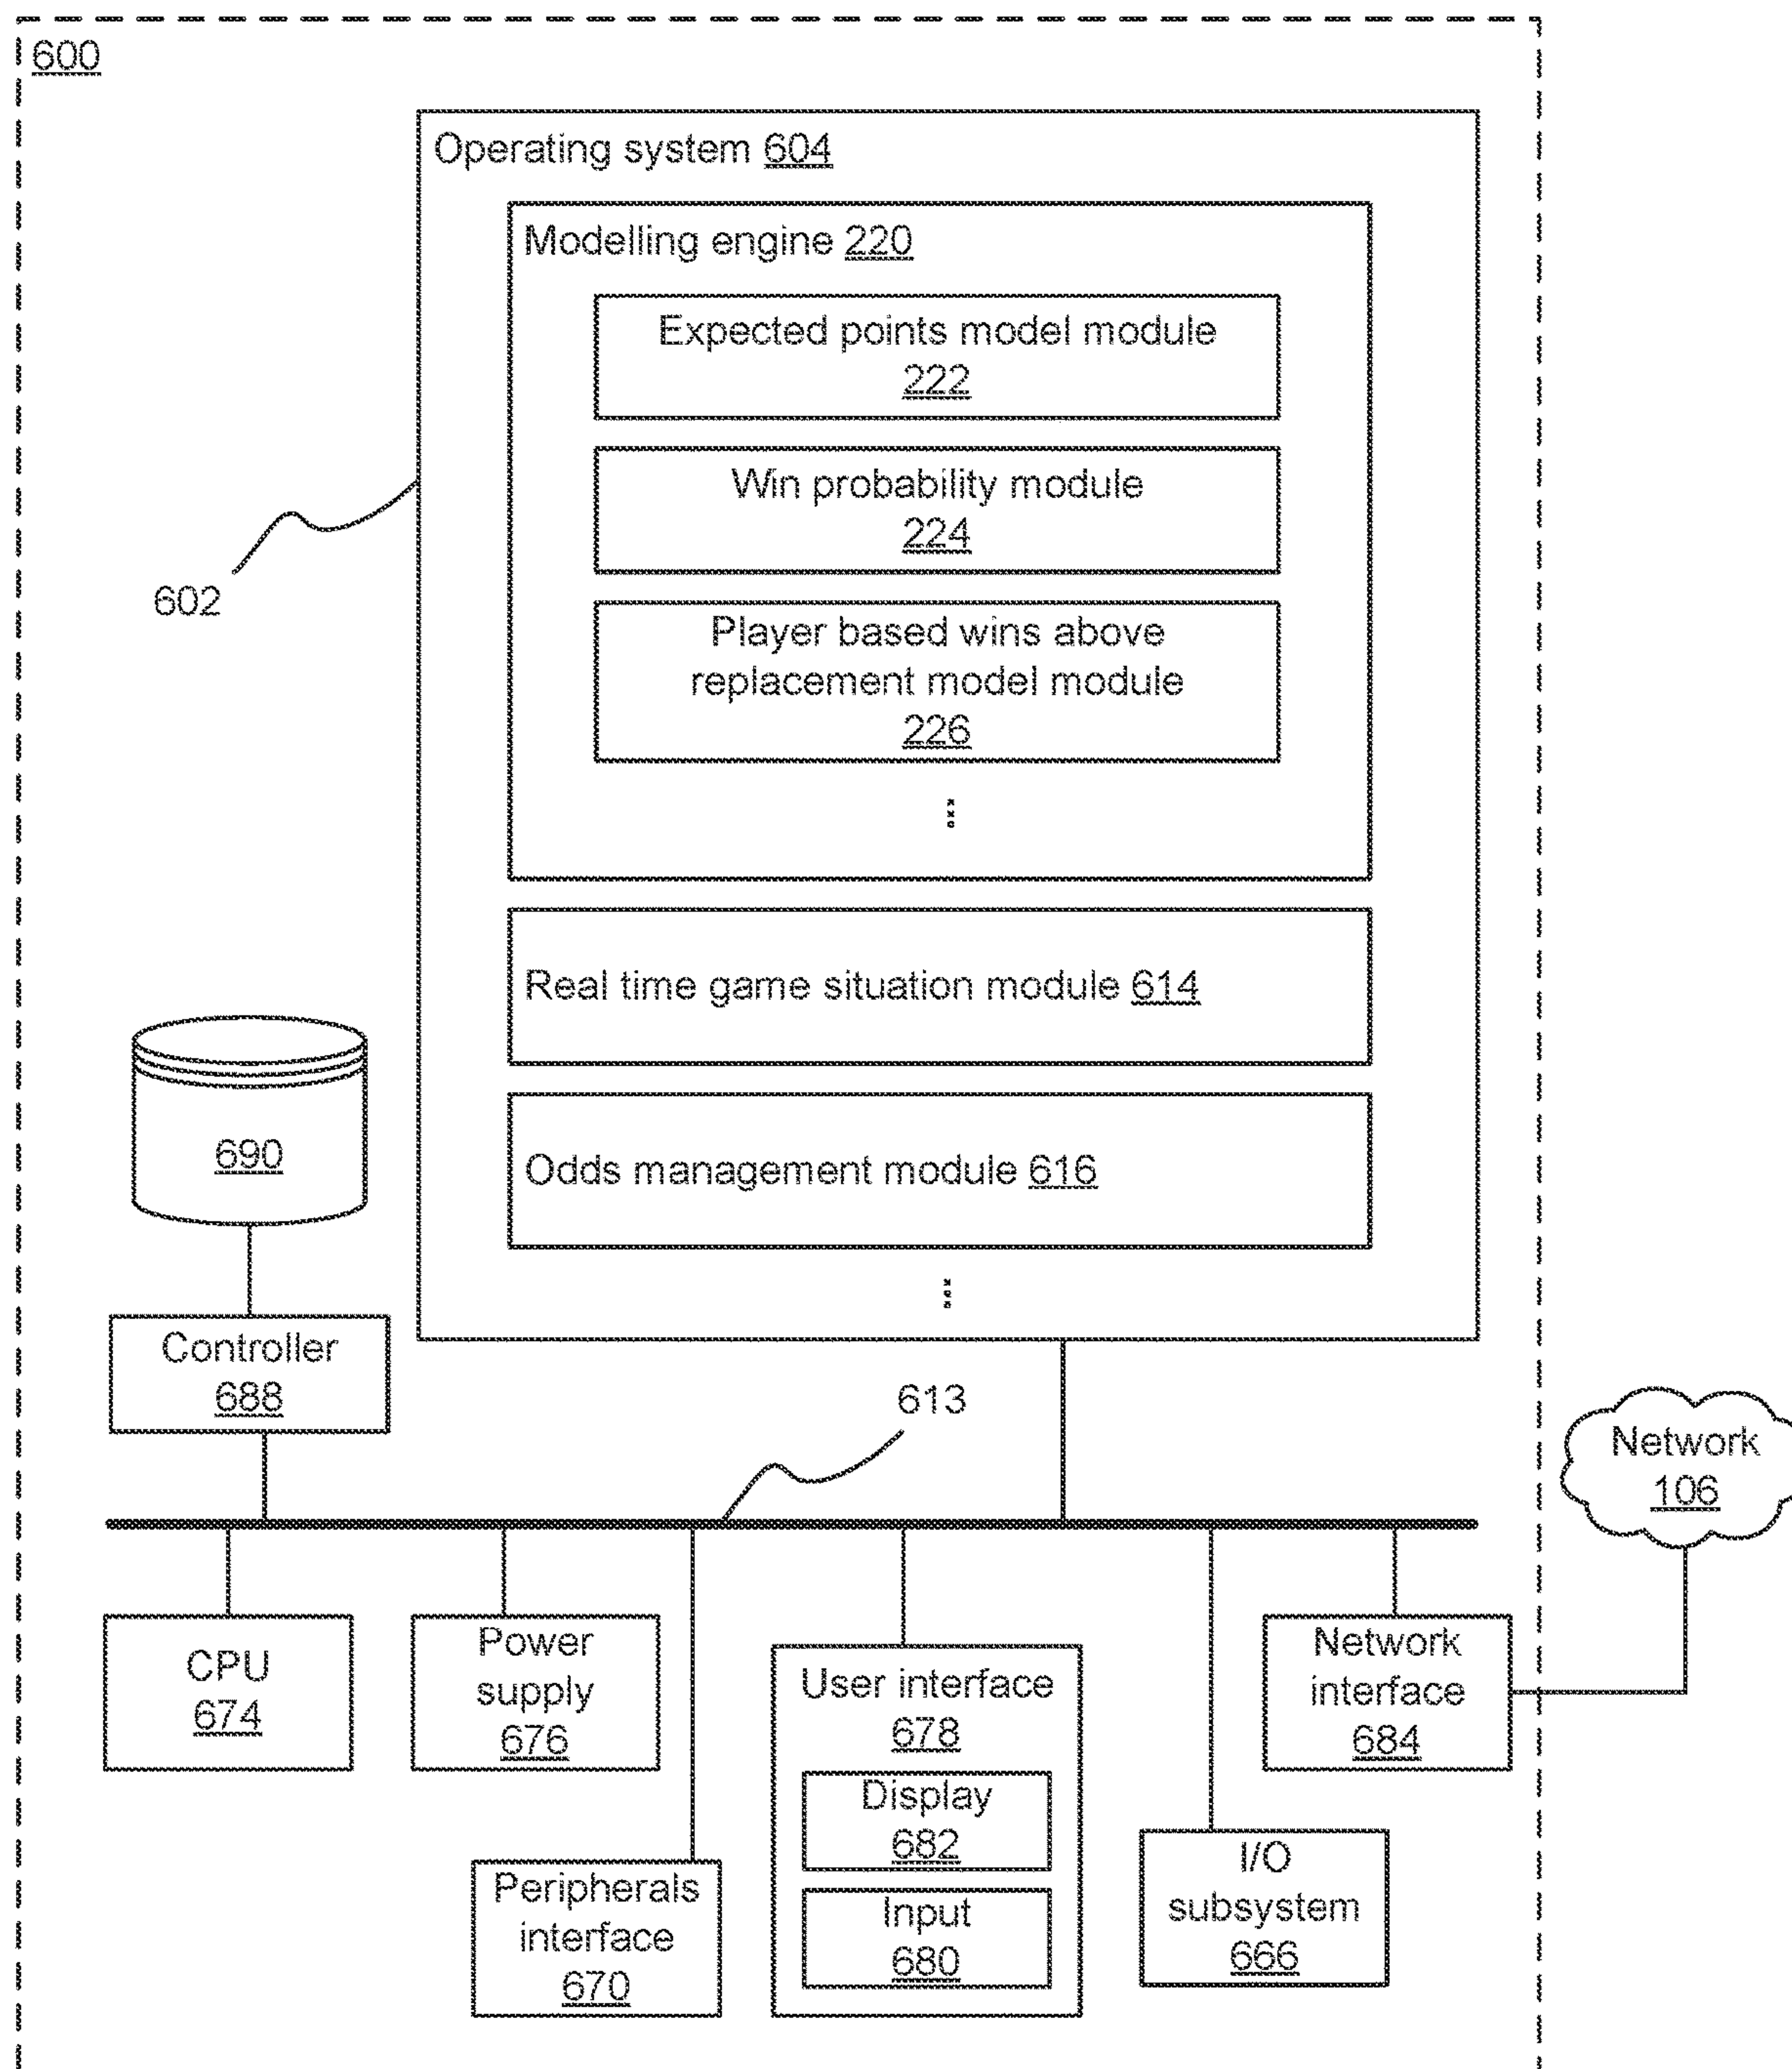 600
Operating system 604
Modelling engine 220
Expected points model module
222
Win probability module
224
Player based wins above
replacement model module
226
602
Real time game situation module 614
Odds management module 616
690
Controller
688
613
Network
106
CPU
674
Power
supply
676
User interface
678
Display
682
Input
680
Network
interface
684
Peripherals
interface
670
I/O
subsystem
666